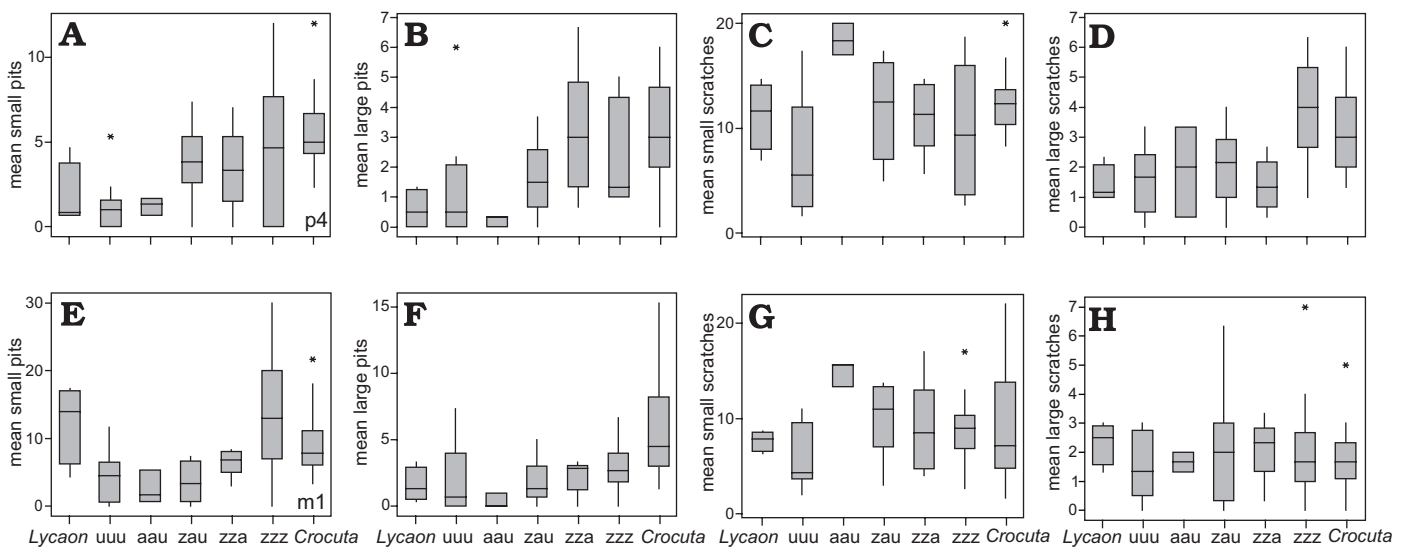 A
mean small pits
10
5
0
*
*
p4
B
mean large pits
7
6
5
4
3
2
1
0
*
C
mean small scratches
20
10
0
*
D
mean large scratches
7
6
5
4
3
2
1
0
E
mean small pits
30
20
10
0
*
m1
F
mean large pits
15
10
5
0
G
mean small scratches
20
10
0
*
H
mean large scratches
7
6
5
4
3
2
1
0
*
*
Lycaon uuu aau zau zza zzz Crocuta
Lycaon uuu aau zau zza zzz Crocuta
Lycaon uuu aau zau zza zzz Crocuta
Lycaon uuu aau zau zza zzz Crocuta